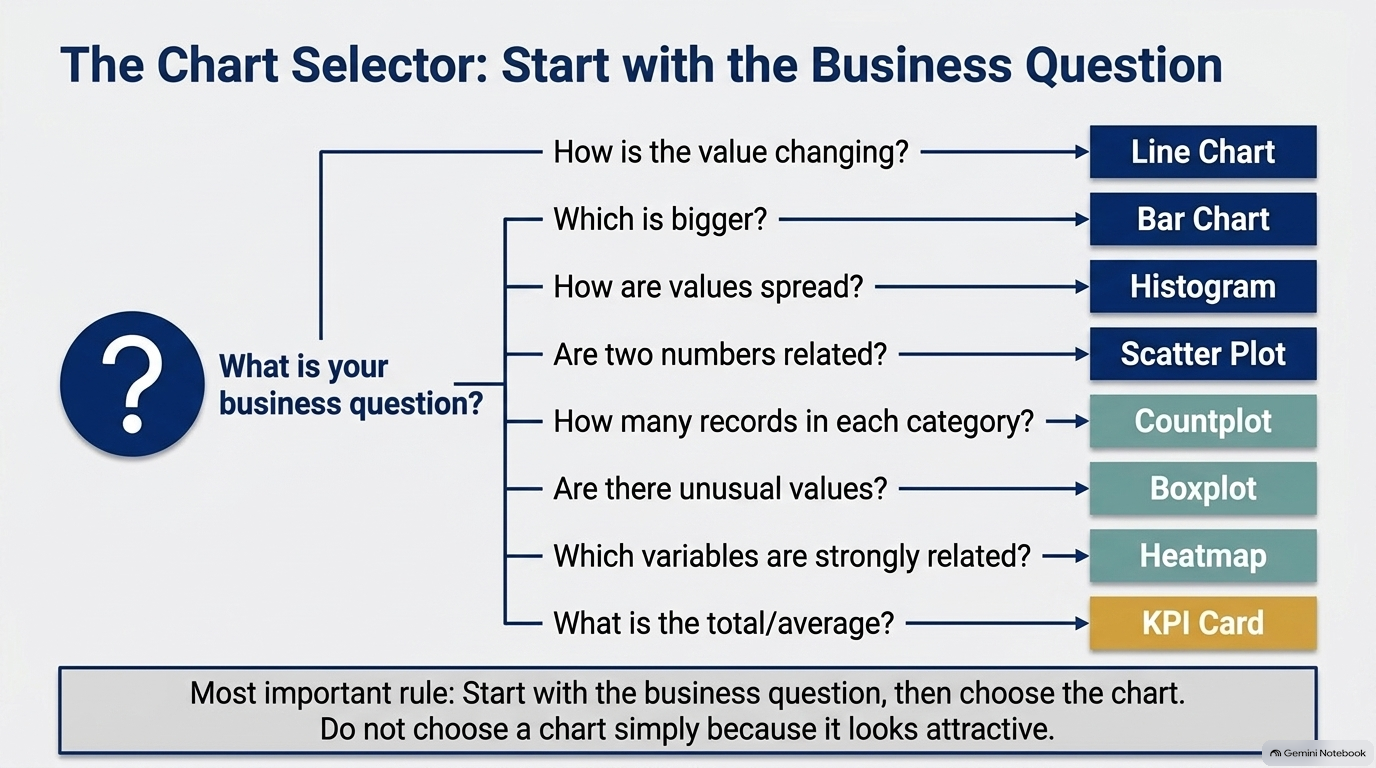 The Chart Selector: Start with the Business Question
How is the value changing?
Line Chart
Which is bigger?
Bar Chart
How are values spread?
Histogram
Are two numbers related?
Scatter Plot
?
What is your
business question?
How many records in each category?
Countplot
Are there unusual values?
Boxplot
Which variables are strongly related?
Heatmap
What is the total/average?
KPI Card
Most important rule: Start with the business question, then choose the chart.
Do not choose a chart simply because it looks attractive.
Gemini Notebook